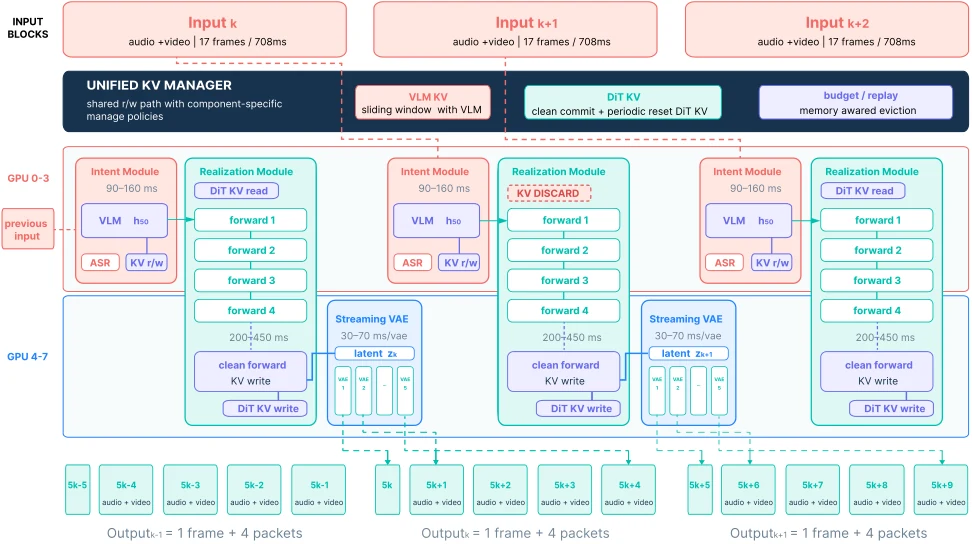 INPUT
BLOCKS
Input k
audio +video | 17 frames / 708ms
Input k+1
audio +video | 17 frames / 708ms
Input k+2
audio +video | 17 frames / 708ms
UNIFIED KV MANAGER
shared r/w path with component-specific
manage policies
VLM KV
sliding window with VLM
DiT KV
clean commit + periodic reset DiT KV
budget / replay
memory awared eviction
GPU 0-3
previous
input
Intent Module
90–160 ms
VLM h50
ASR
KV r/w
Realization Module
DiT KV read
forward 1
forward 2
forward 3
forward 4
200–450 ms
clean forward
KV write
DiT KV write
Intent Module
90–160 ms
VLM h50
ASR
KV r/w
Realization Module
KV DISCARD
forward 1
forward 2
forward 3
forward 4
200–450 ms
clean forward
KV write
DiT KV write
Intent Module
90–160 ms
VLM h50
ASR
KV r/w
Realization Module
DiT KV read
forward 1
forward 2
forward 3
forward 4
200–450 ms
clean forward
KV write
DiT KV write
GPU 4-7
Streaming VAE
30–70 ms/vae
latent zk
VAE
1
VAE
2
...
VAE
5
Streaming VAE
30–70 ms/vae
latent zk+1
VAE
1
VAE
2
...
VAE
5
5k-5
5k-4
audio + video
5k-3
audio + video
5k-2
audio + video
5k-1
audio + video
5k
5k+1
audio + video
5k+2
audio + video
5k+3
audio + video
5k+4
audio + video
5k+5
5k+6
audio + video
5k+7
audio + video
5k+8
audio + video
5k+9
audio + video
Outputk-1 = 1 frame + 4 packets
Outputk = 1 frame + 4 packets
Outputk+1 = 1 frame + 4 packets